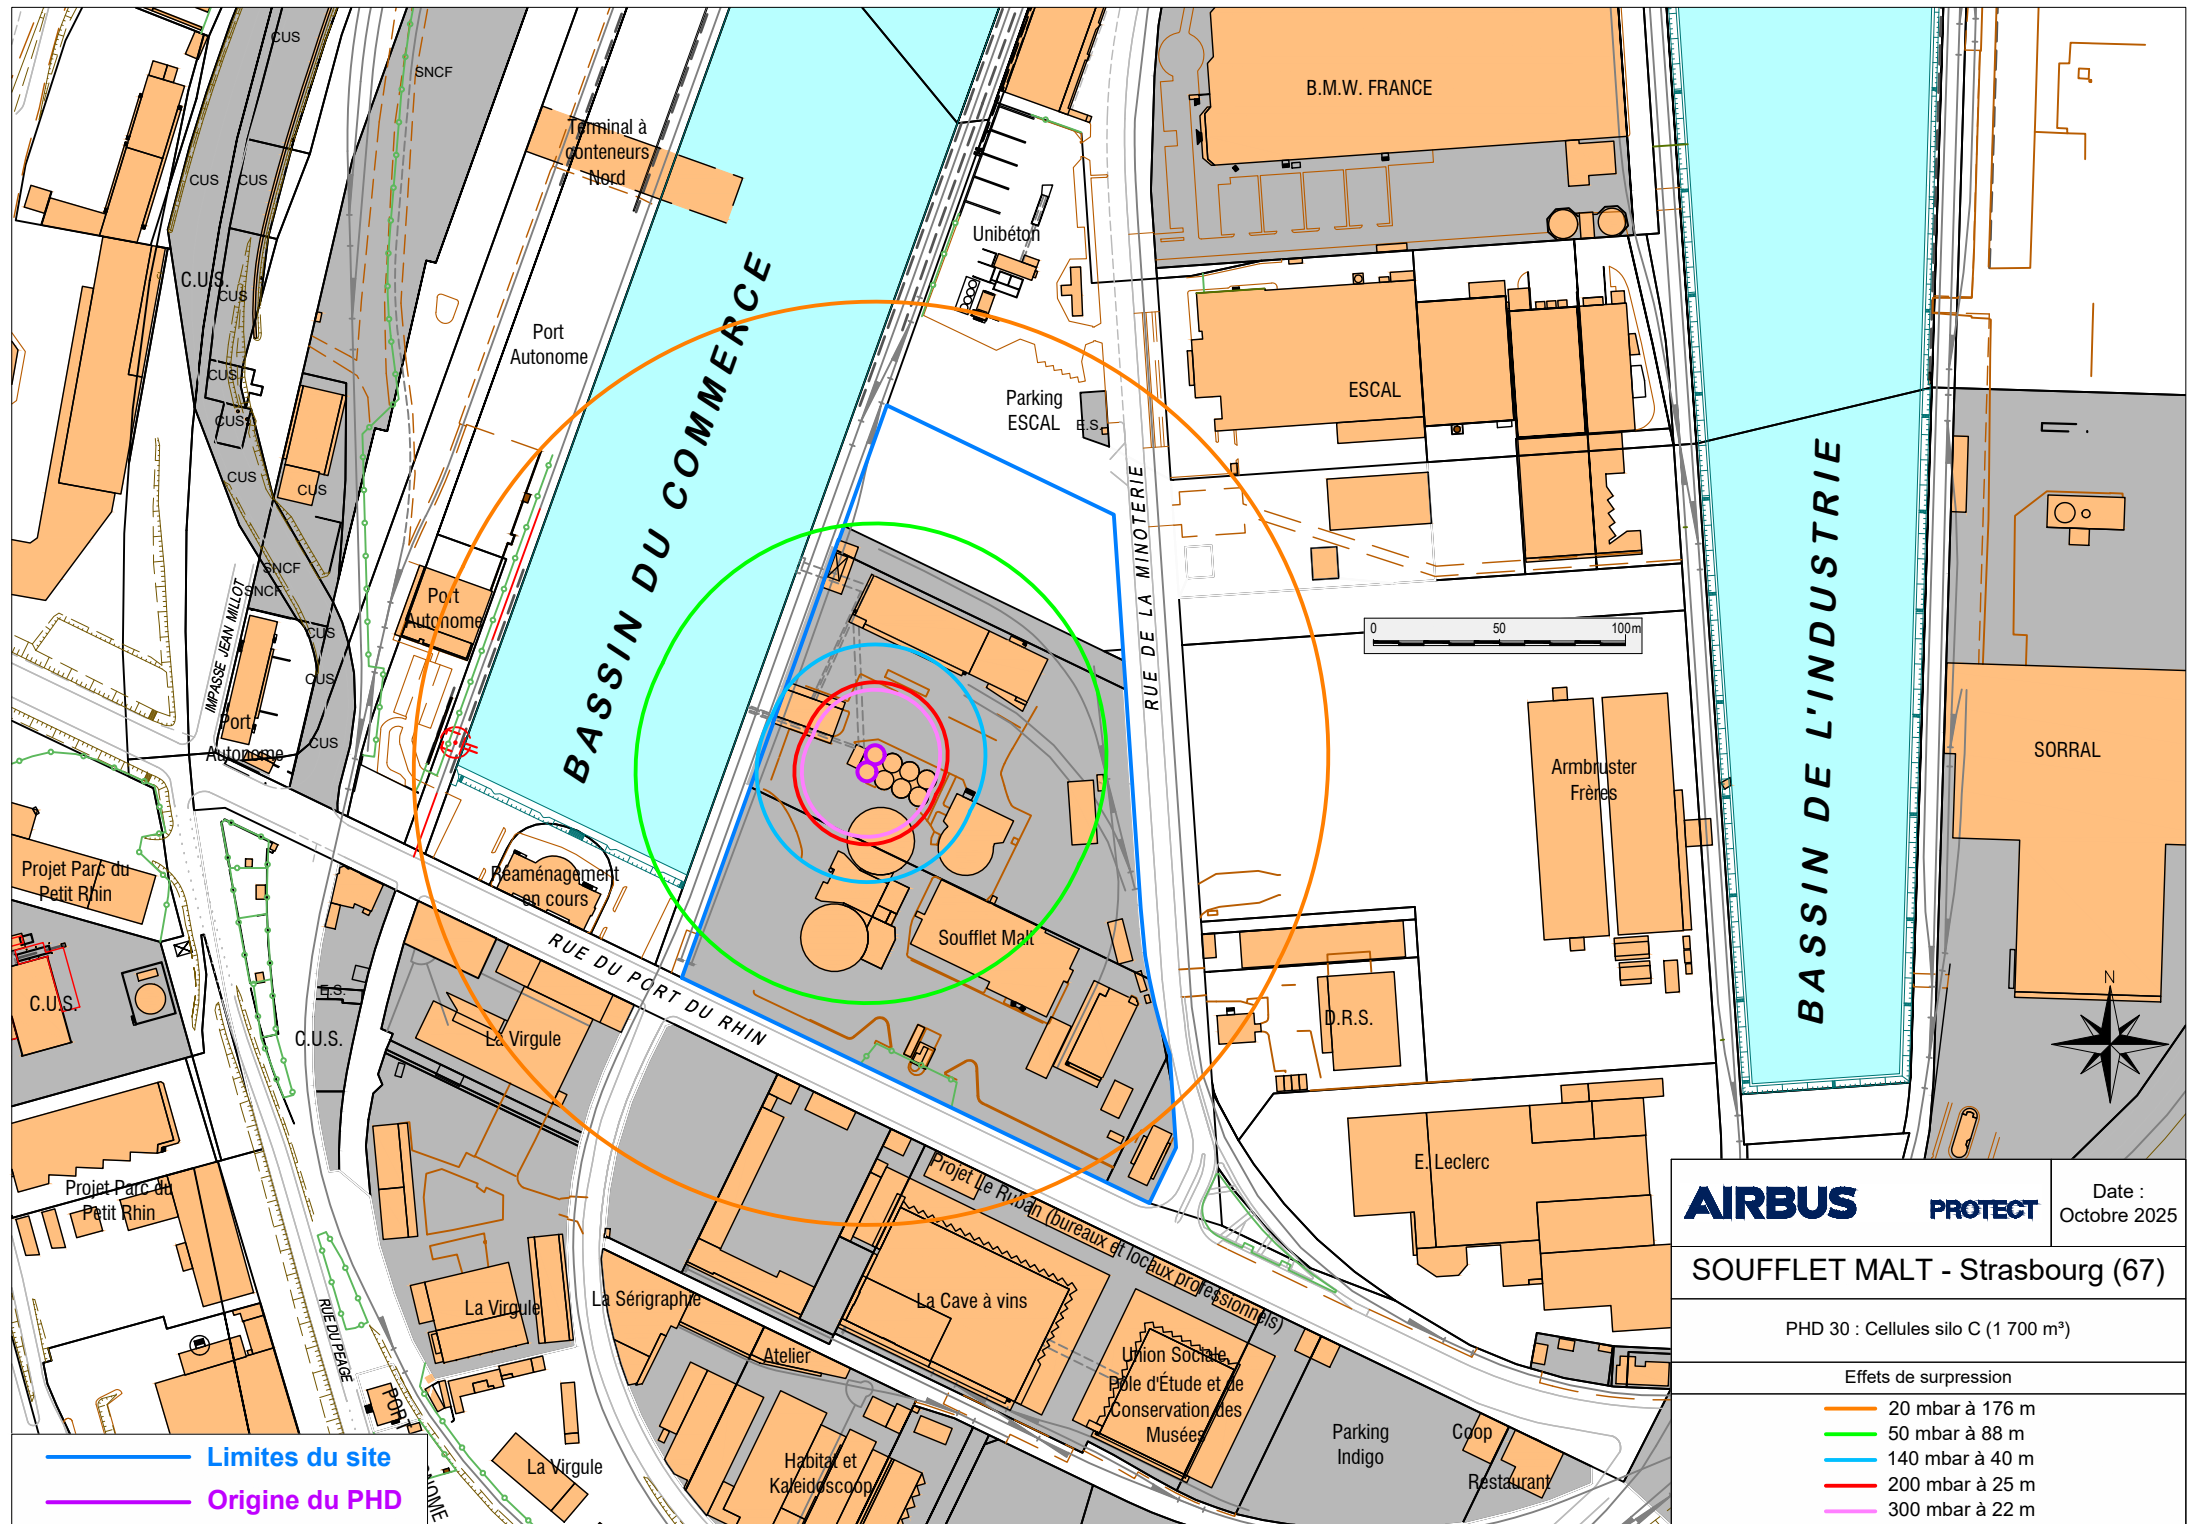 CUS
SNCF
B.M.W. FRANCE
Terminal à
conteneurs
Nord
CUS
CUS
Unibéton
C.U.S.
CUS
BASSIN DU COMMERCE
Port
Autonome
CUS
Parking
ESCAL
E.S.
ESCAL
CUS
CUS
CUS
RUE DE LA MINOTERIE
BASSIN DE L'INDUSTRIE
SNCF
SNCF
IMPASSE JEAN MILLOT
Port
Autonome
CUS
0
50
100m
CUS
Port
Autonome
CUS
SORRAL
Armbruster
Frères
Projet Parc du
Petit Rhin
Réaménagement
en cours
Soufflet Malt
RUE DU PORT DU RHIN
C.U.S.
E.S.
C.U.S.
La Virgule
D.R.S.
N
Projet Parc du
Petit Rhin
Projet Le Ruban (bureaux et locaux professionnels)
E. Leclerc
RUE DU PEAGE
La Virgule
La Sérigraphie
La Cave à vins
Atelier
Union Sociale
Pôle d'Étude et de
Conservation des
Musées
PORT
NOME
La Virgule
Habitat et
Kaleidoscoop
Parking
Indigo
Coop
Restaurant
AIRBUS
PROTECT
Date :
Octobre 2025
SOUFFLET MALT - Strasbourg (67)
PHD 30 : Cellules silo C (1 700 m³)
Effets de surpression
20 mbar à 176 m
50 mbar à 88 m
140 mbar à 40 m
200 mbar à 25 m
300 mbar à 22 m
Limites du site
Origine du PHD